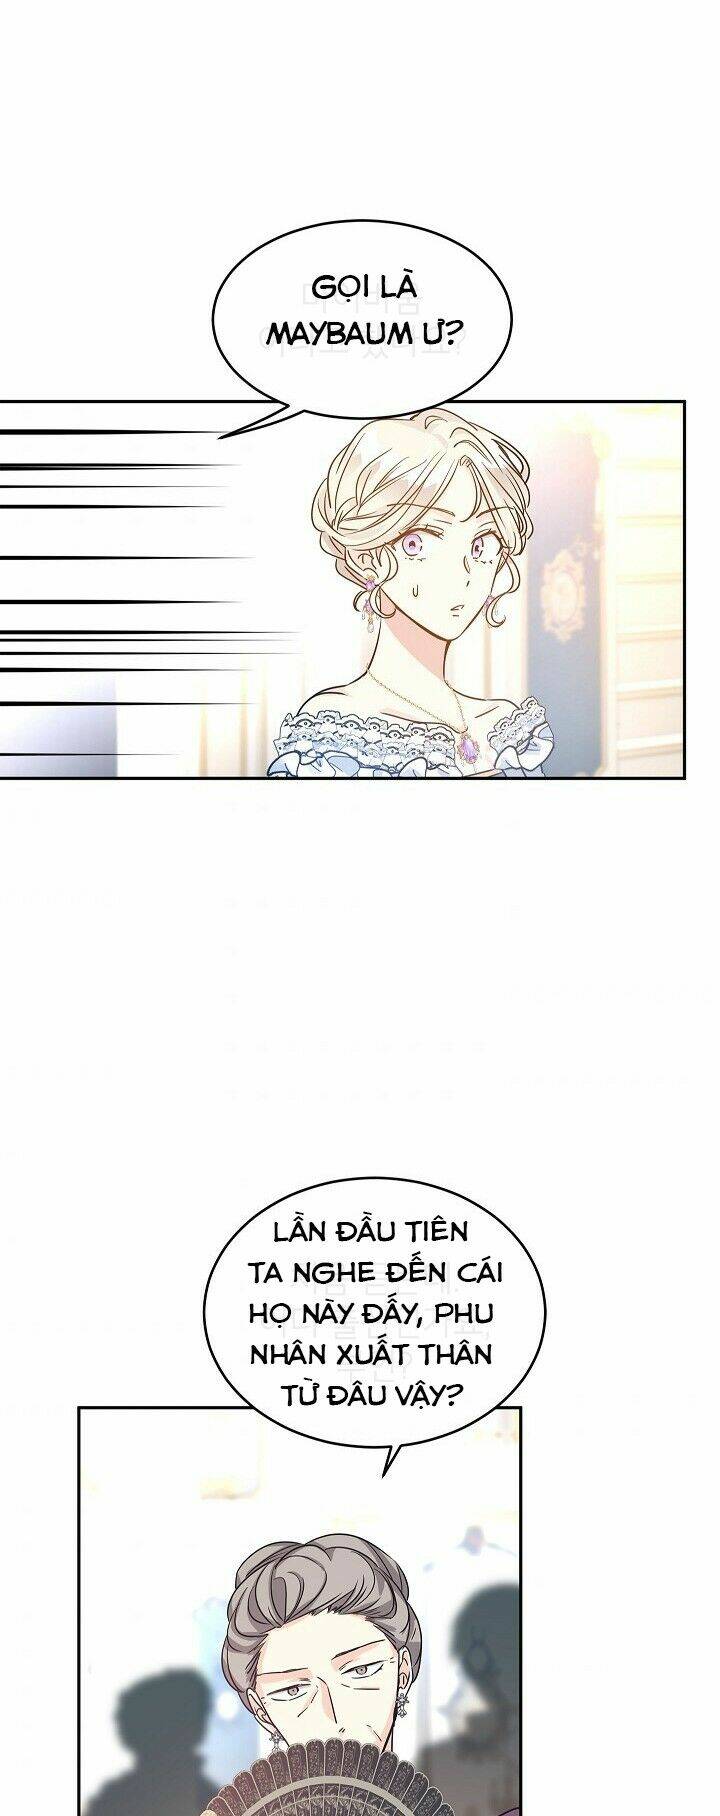 GỌI LÀ
MAYBAUM Ư?
LẦN ĐẦU TIÊN
TA NGHE ĐẾN CÁI
HỌ NÀY ĐẤY, PHU
NHÂN XUẤT THÂN
TỪ ĐÂU VẬY?